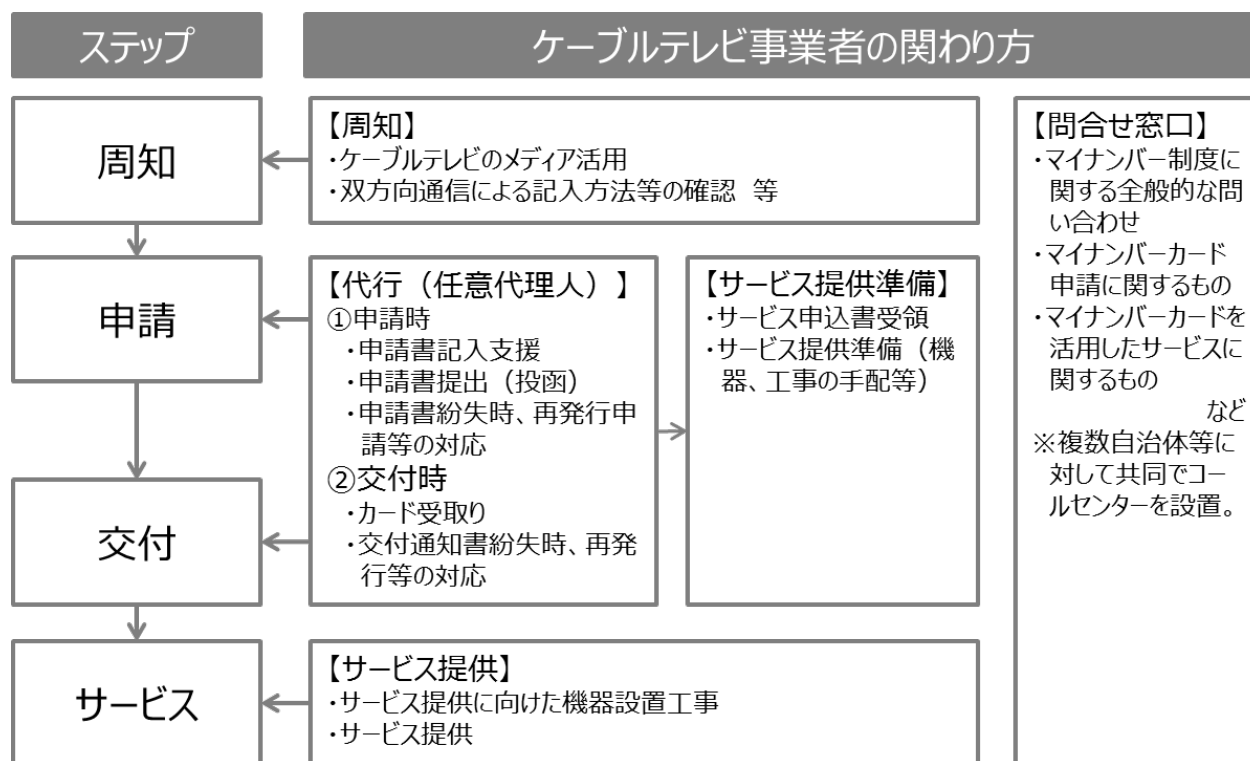 ステップ
ケーブルテレビ事業者の関わり方
周知
【周知】
・ケーブルテレビのメディア活用
・双方向通信による記入方法等の確認　等
申請
【代行（任意代理人）】
①申請時
・申請書記入支援
・申請書提出（投函）
・申請書紛失時、再発行申
請等の対応
②交付時
・カード受取り
・交付通知書紛失時、再発
行等の対応
【サービス提供準備】
・サービス申込書受領
・サービス提供準備（機
器、工事の手配等）
交付
サービス
【サービス提供】
・サービス提供に向けた機器設置工事
・サービス提供
【問合せ窓口】
・マイナンバー制度に
関する全般的な問
い合わせ
・マイナンバーカード
申請に関するもの
・マイナンバーカードを
活用したサービスに
関するもの
など
※複数自治体等に
対して共同でコー
ルセンターを設置。